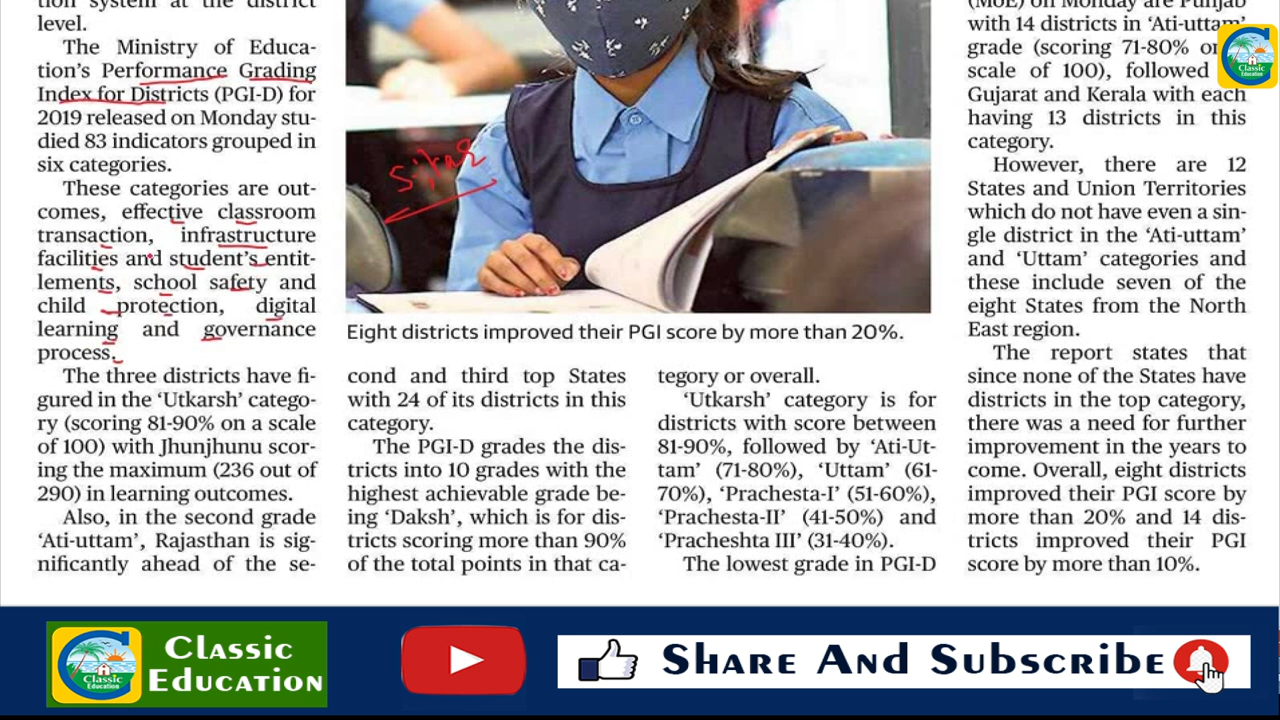 tion system at the district
level.
The Ministry of Educa-
tion's Performance Grading
Index for Districts (PGI-D) for
2019 released on Monday stu-
died 83 indicators grouped in
six categories.
These categories are out-
comes, effective classroom
transaction, infrastructure
facilities and student's entit-
lements, school safety and
child protection, digital
learning and governance
process.
The three districts have fi-
gured in the 'Utkarsh' catego-
ry (scoring 81-90% on a scale
of 100) with Jhunjhunu scor-
ing the maximum (236 out of
290) in learning outcomes.
Also, in the second grade
'Ati-uttam', Rajasthan is sig-
nificantly ahead of the se-
Sikar
Eight districts improved their PGI score by more than 20%.
cond and third top States
with 24 of its districts in this
category.
The PGI-D grades the dis-
tricts into 10 grades with the
highest achievable grade be-
ing 'Daksh', which is for dis-
tricts scoring more than 90%
of the total points in that ca-
tegory or overall.
'Utkarsh' category is for
districts with score between
81-90%, followed by 'Ati-Ut-
tam' (71-80%), 'Uttam' (61-
70%), 'Prachesta-I' (51-60%),
'Prachesta-II' (41-50%) and
'Pracheshta III' (31-40%).
The lowest grade in PGI-D
(MoE) on Monday are Punjab
with 14 districts in 'Ati-uttam'
grade (scoring 71-80% on
scale of 100), followed
Gujarat and Kerala with each
having 13 districts in this
category.
However, there are 12
States and Union Territories
which do not have even a sin-
gle district in the 'Ati-uttam'
and 'Uttam' categories and
these include seven of the
eight States from the North
East region.
The report states that
since none of the States have
districts in the top category,
there was a need for further
improvement in the years to
come. Overall, eight districts
improved their PGI score by
more than 20% and 14 dis-
tricts improved their PGI
score by more than 10%.
Classic
Education
Classic
Education
Classic
Education
Share And Subscribe